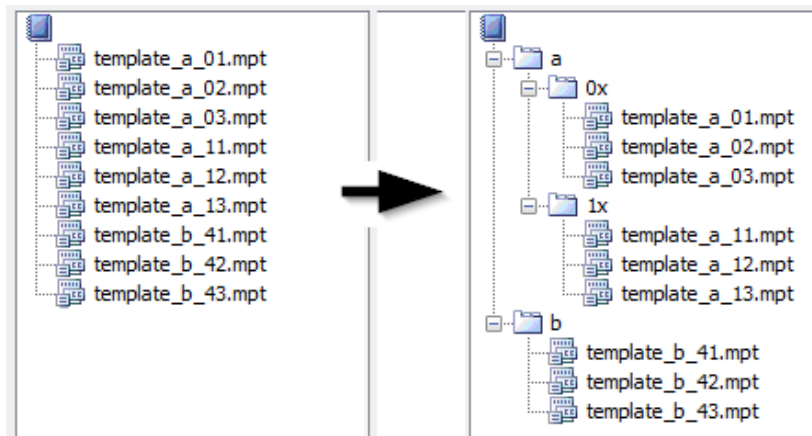 template_a_01.mpt
template_a_02.mpt
template_a_03.mpt
template_a_11.mpt
template_a_12.mpt
template_a_13.mpt
template_b_41.mpt
template_b_42.mpt
template_b_43.mpt
a
0x
template_a_01.mpt
template_a_02.mpt
template_a_03.mpt
1x
template_a_11.mpt
template_a_12.mpt
template_a_13.mpt
b
template_b_41.mpt
template_b_42.mpt
template_b_43.mpt